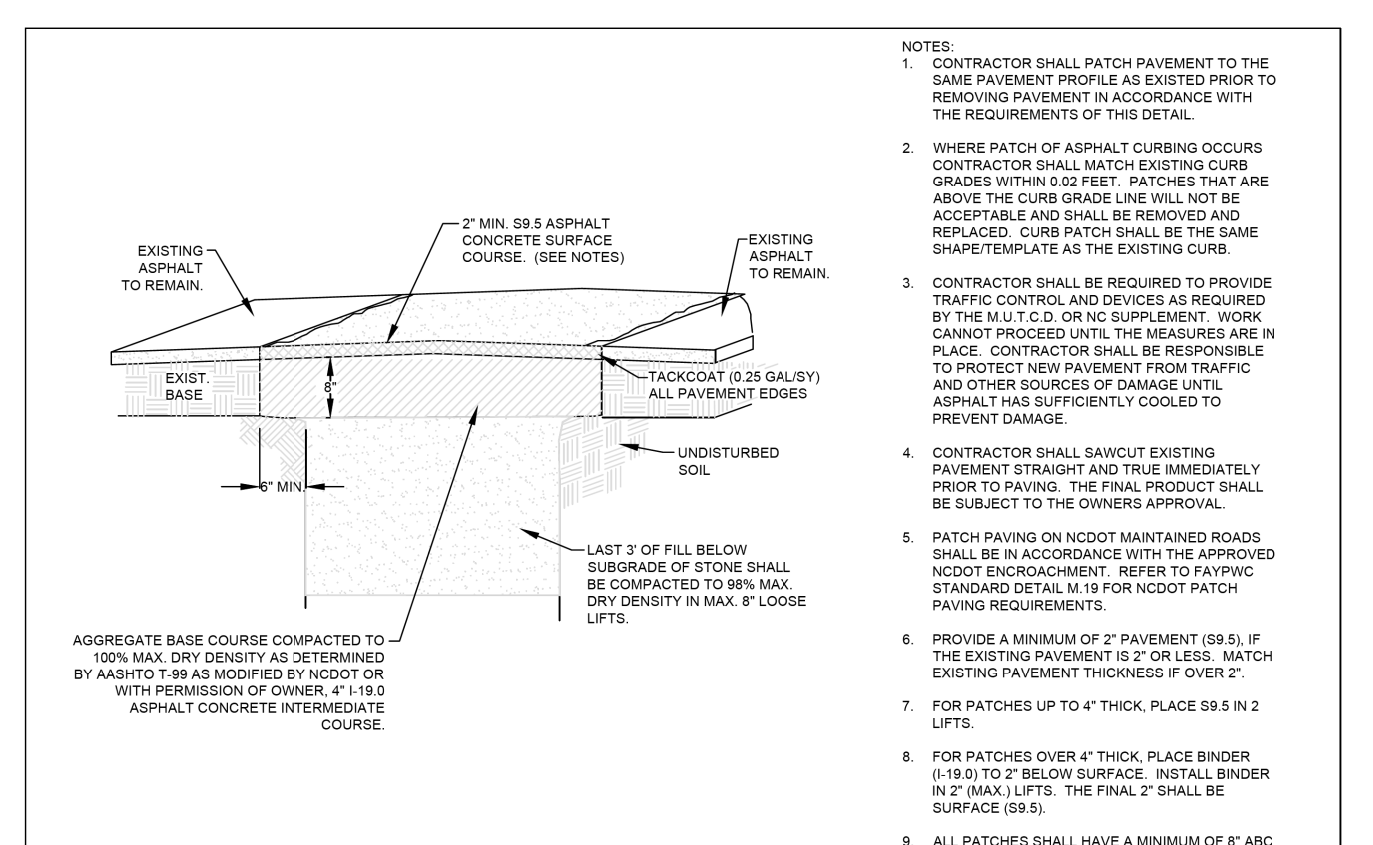 EXISTING
ASPHALT
TO REMAIN.
2" MIN. S9.5 ASPHALT
CONCRETE SURFACE
COURSE. (SEE NOTES)
EXISTING
ASPHALT
TO REMAIN.
EXIST.
BASE
8"
TACKCOAT (0.25 GAL/SY)
ALL PAVEMENT EDGES
UNDISTURBED
SOIL
6" MIN.
LAST 3' OF FILL BELOW
SUBGRADE OF STONE SHALL
BE COMPACTED TO 98% MAX.
DRY DENSITY IN MAX. 8" LOOSE
LIFTS.
AGGREGATE BASE COURSE COMPACTED TO
100% MAX. DRY DENSITY AS DETERMINED
BY AASHTO T-99 AS MODIFIED BY NCDOT OR
WITH PERMISSION OF OWNER, 4" I-19.0
ASPHALT CONCRETE INTERMEDIATE
COURSE.
NOTES:
1. CONTRACTOR SHALL PATCH PAVEMENT TO THE
SAME PAVEMENT PROFILE AS EXISTED PRIOR TO
REMOVING PAVEMENT IN ACCORDANCE WITH
THE REQUIREMENTS OF THIS DETAIL.
2. WHERE PATCH OF ASPHALT CURBING OCCURS
CONTRACTOR SHALL MATCH EXISTING CURB
GRADES WITHIN 0.02 FEET. PATCHES THAT ARE
ABOVE THE CURB GRADE LINE WILL NOT BE
ACCEPTABLE AND SHALL BE REMOVED AND
REPLACED. CURB PATCH SHALL BE THE SAME
SHAPE/TEMPLATE AS THE EXISTING CURB.
3. CONTRACTOR SHALL BE REQUIRED TO PROVIDE
TRAFFIC CONTROL AND DEVICES AS REQUIRED
BY THE M.U.T.C.D. OR NC SUPPLEMENT. WORK
CANNOT PROCEED UNTIL THE MEASURES ARE IN
PLACE. CONTRACTOR SHALL BE RESPONSIBLE
TO PROTECT NEW PAVEMENT FROM TRAFFIC
AND OTHER SOURCES OF DAMAGE UNTIL
ASPHALT HAS SUFFICIENTLY COOLED TO
PREVENT DAMAGE.
4. CONTRACTOR SHALL SAWCUT EXISTING
PAVEMENT STRAIGHT AND TRUE IMMEDIATELY
PRIOR TO PAVING. THE FINAL PRODUCT SHALL
BE SUBJECT TO THE OWNERS APPROVAL.
5. PATCH PAVING ON NCDOT MAINTAINED ROADS
SHALL BE IN ACCORDANCE WITH THE APPROVED
NCDOT ENCROACHMENT. REFER TO FAYPWC
STANDARD DETAIL M.19 FOR NCDOT PATCH
PAVING REQUIREMENTS.
6. PROVIDE A MINIMUM OF 2" PAVEMENT (S9.5), IF
THE EXISTING PAVEMENT IS 2" OR LESS. MATCH
EXISTING PAVEMENT THICKNESS IF OVER 2".
7. FOR PATCHES UP TO 4" THICK, PLACE S9.5 IN 2
LIFTS.
8. FOR PATCHES OVER 4" THICK, PLACE BINDER
(I-19.0) TO 2" BELOW SURFACE. INSTALL BINDER
IN 2" (MAX.) LIFTS. THE FINAL 2" SHALL BE
SURFACE (S9.5).
9. ALL PATCHES SHALL HAVE A MINIMUM OF 8" ABC